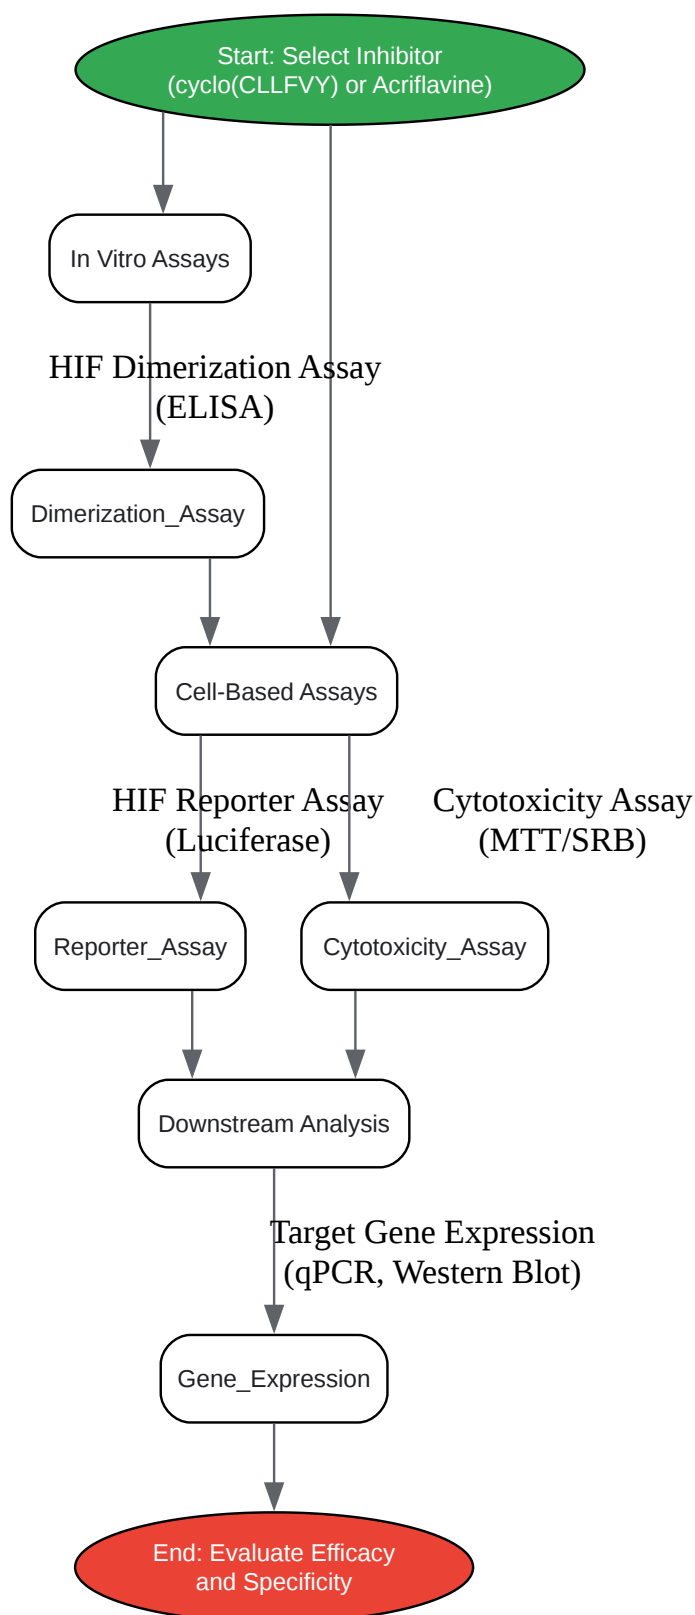 Start: Select Inhibitor
(cyclo(CLLFVY) or Acriflavine)
In Vitro Assays
HIF Dimerization Assay
(ELISA)
Dimerization_Assay
Cell-Based Assays
HIF Reporter Assay
(Luciferase)
Cytotoxicity Assay
(MTT/SRB)
Reporter_Assay
Cytotoxicity_Assay
Downstream Analysis
Target Gene Expression
(qPCR, Western Blot)
Gene_Expression
End: Evaluate Efficacy
and Specificity